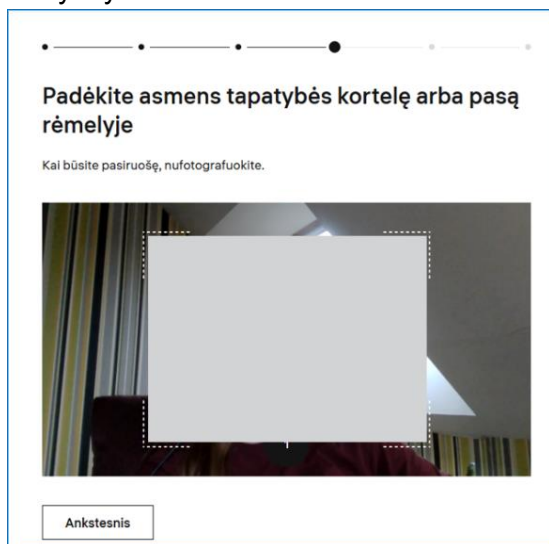 Padėkite asmens tapatybės kortelę arba pasą
rėmelyje
Kai būsite pasiruošę, nufotografuokite.
Ankstesnis